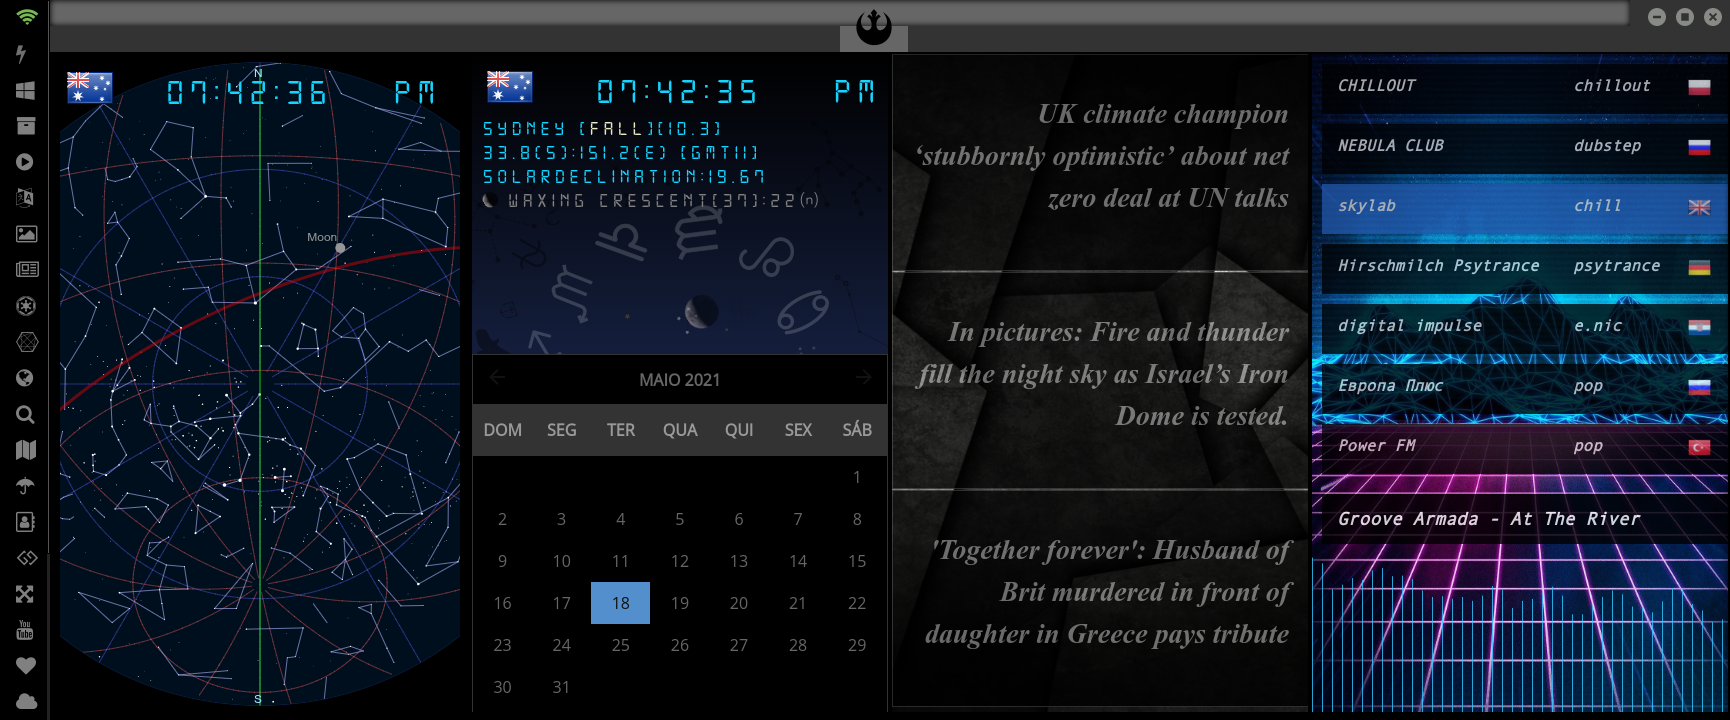 N
07:42:36 PM
Moon
S
07:42:35 PM
SYDNEY [FALL][10.3]
33.8(S):151.2(E) [GMT11]
SOLARDECLINATION:19.67
WAXING CRESCENT[37]:22(n)
MAIO 2021
DOM SEG TER QUA QUI SEX SÁB
1
2 3 4 5 6 7 8
9 10 11 12 13 14 15
16 17 18 19 20 21 22
23 24 25 26 27 28 29
30 31
UK climate champion
‘stubbornly optimistic’ about net
zero deal at UN talks
In pictures: Fire and thunder
fill the night sky as Israel’s Iron
Dome is tested.
'Together forever': Husband of
Brit murdered in front of
daughter in Greece pays tribute
CHILLOUT chillout
NEBULA CLUB dubstep
skylab chill
Hirschmilch Psytrance psytrance
digital impulse e.nic
Европа Плюс pop
Power FM pop
Groove Armada - At The River
You
Tube